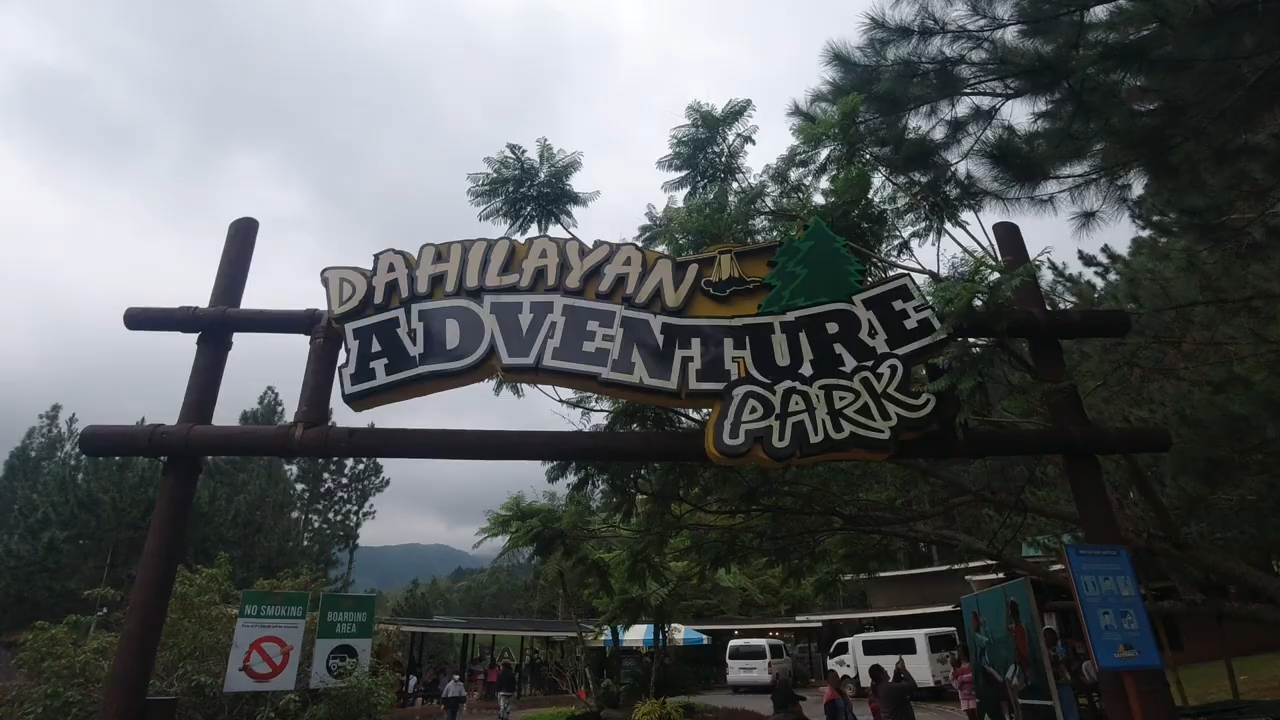 DAHILAYAN
ADVENTURE
PARK
NO SMOKING
BOARDING
AREA